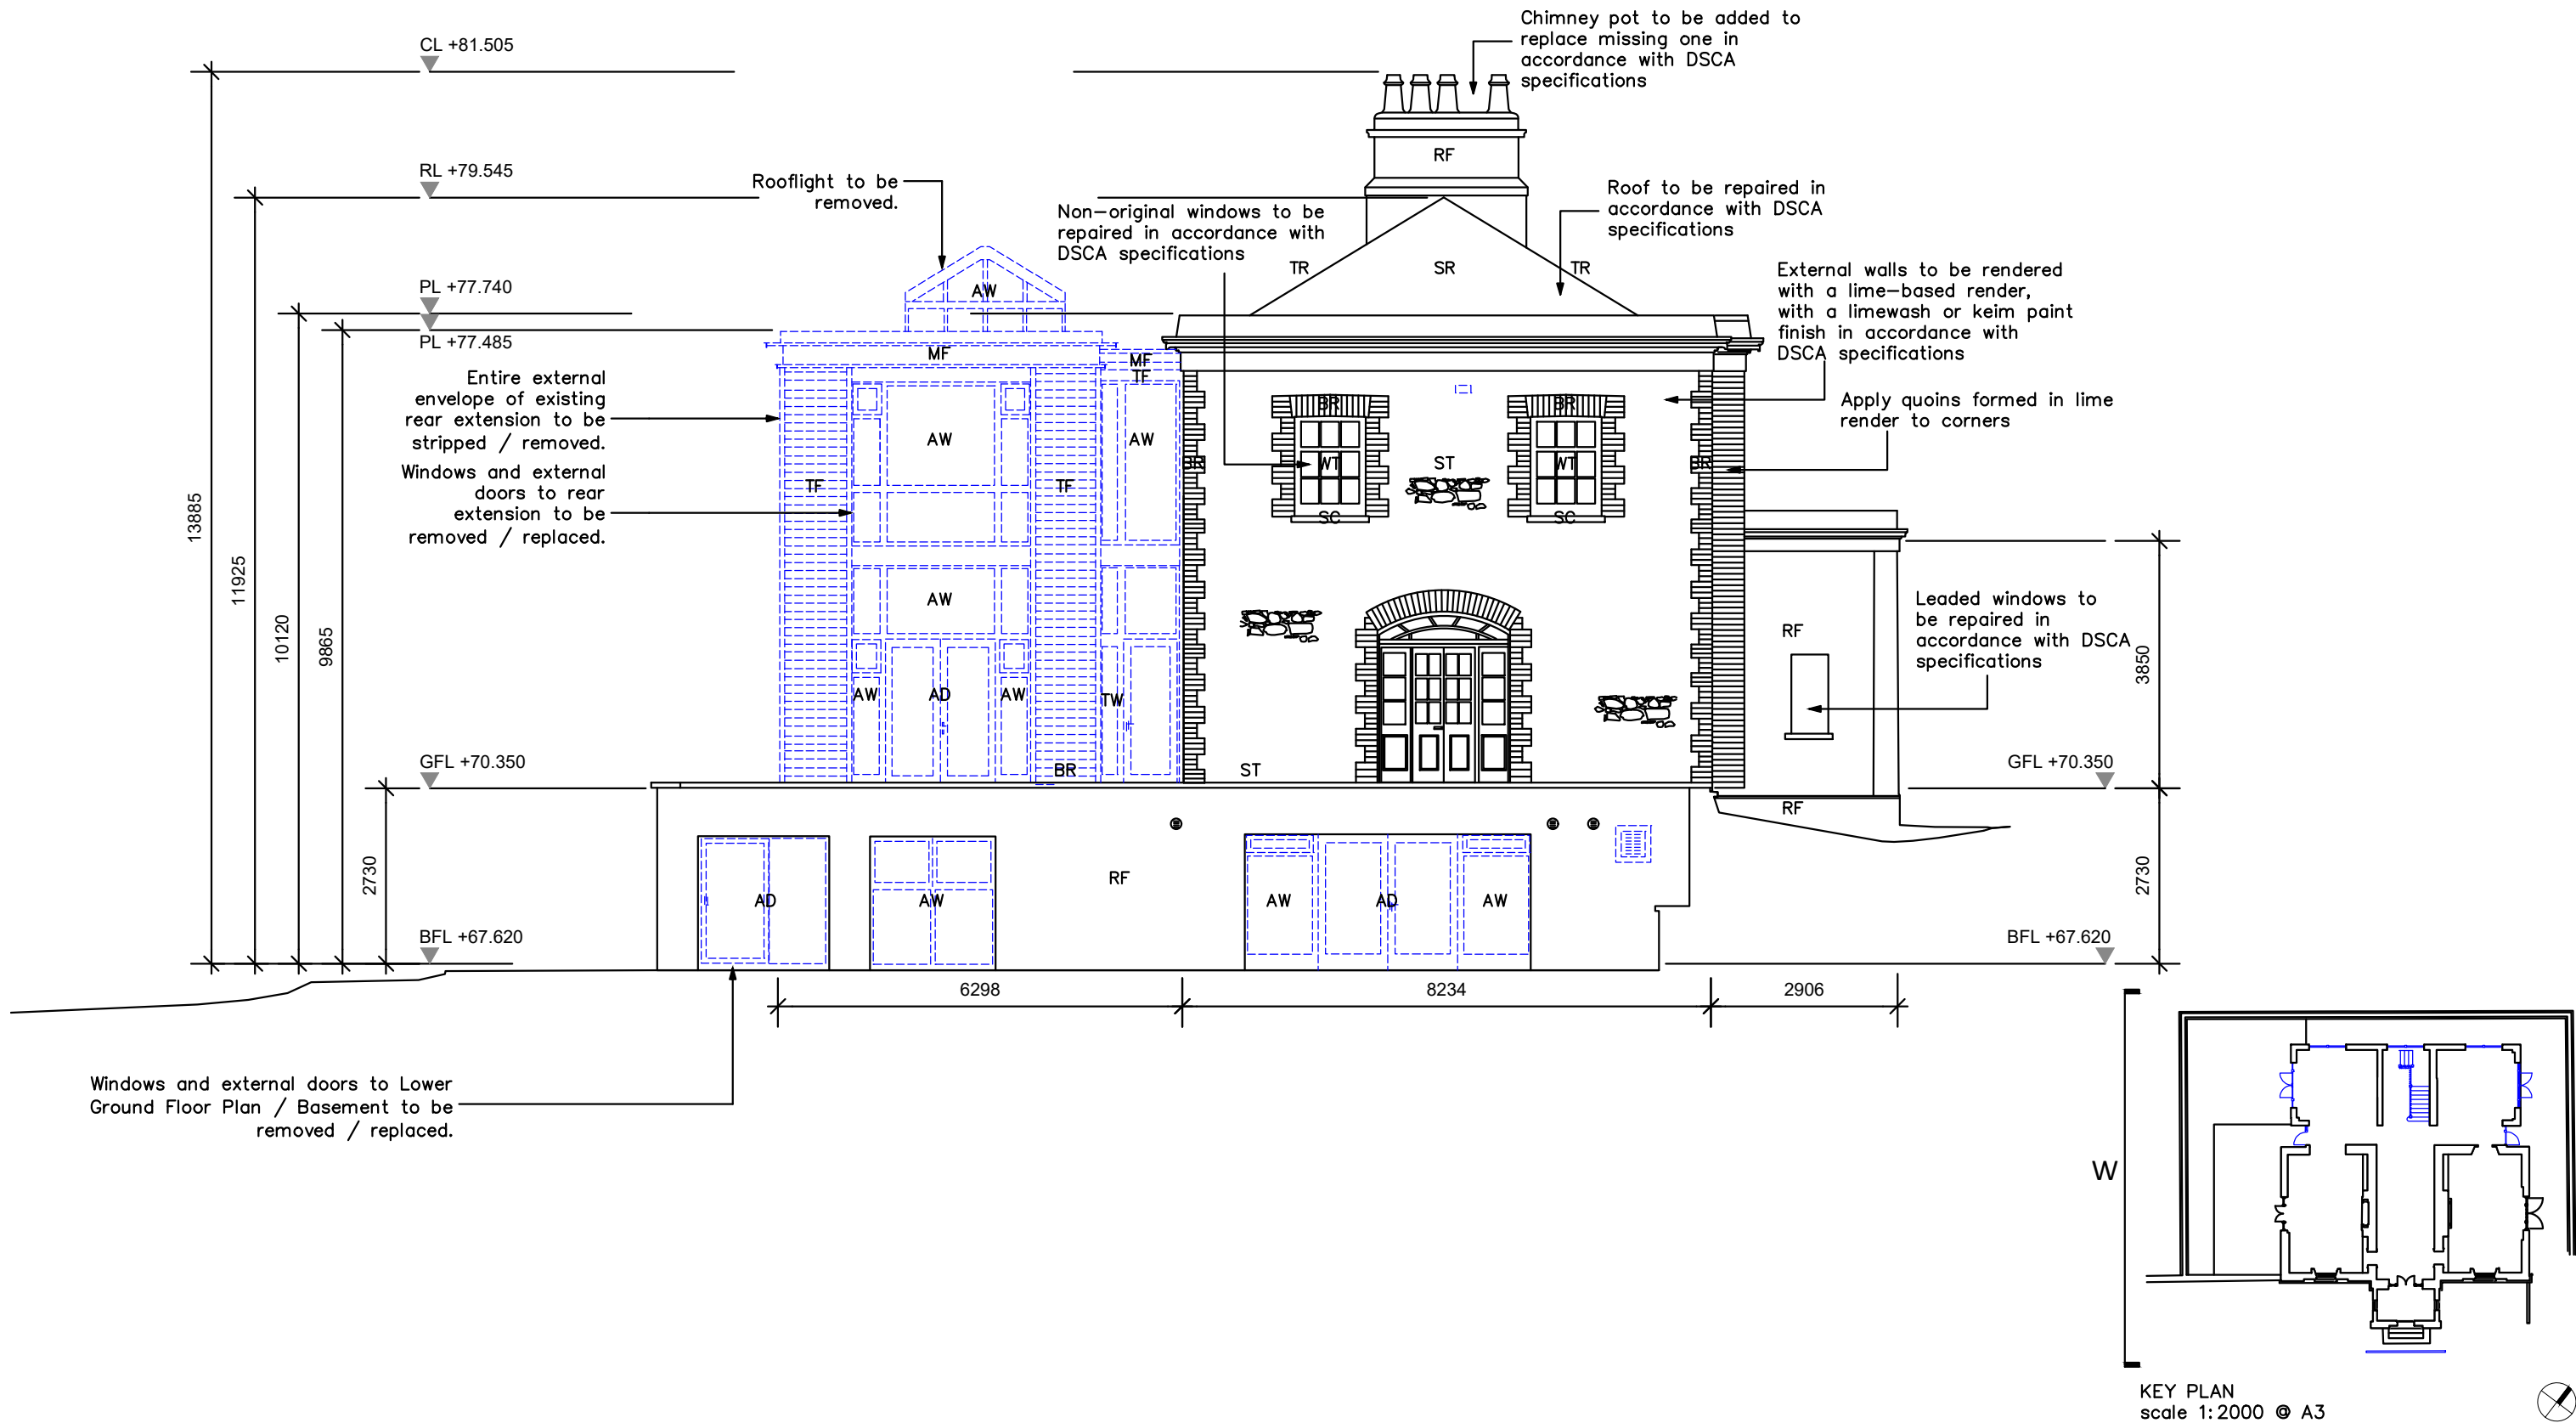 Chimney pot to be added to
replace missing one in
accordance with DSCA
specifications
CL +81.505
RF
RL +79.545
Rooflight to be
removed.
Non-original windows to be
repaired in accordance with
DSCA specifications
Roof to be repaired in
accordance with DSCA
specifications
TR
SR
TR
External walls to be rendered
with a lime-based render,
with a limewash or keim paint
finish in accordance with
DSCA specifications
PL +77.740
AW
PL +77.485
MF
MF
TF
Entire external
envelope of existing
rear extension to be
stripped / removed.
BR
BR
Apply quoins formed in lime
render to corners
AW
AW
Windows and external
doors to rear
extension to be
removed / replaced.
TF
TF
BR
WT
ST
WT
BR
SC
SC
13885
11925
10120
9865
AW
Leaded windows to
be repaired in
accordance with DSCA
specifications
RF
3850
AW
AD
AW
TW
GFL +70.350
BR
ST
GFL +70.350
RF
2730
RF
2730
AD
AW
AW
AD
AW
BFL +67.620
BFL +67.620
6298
8234
2906
Windows and external doors to Lower
Ground Floor Plan / Basement to be
removed / replaced.
W
KEY PLAN
scale 1:2000 @ A3